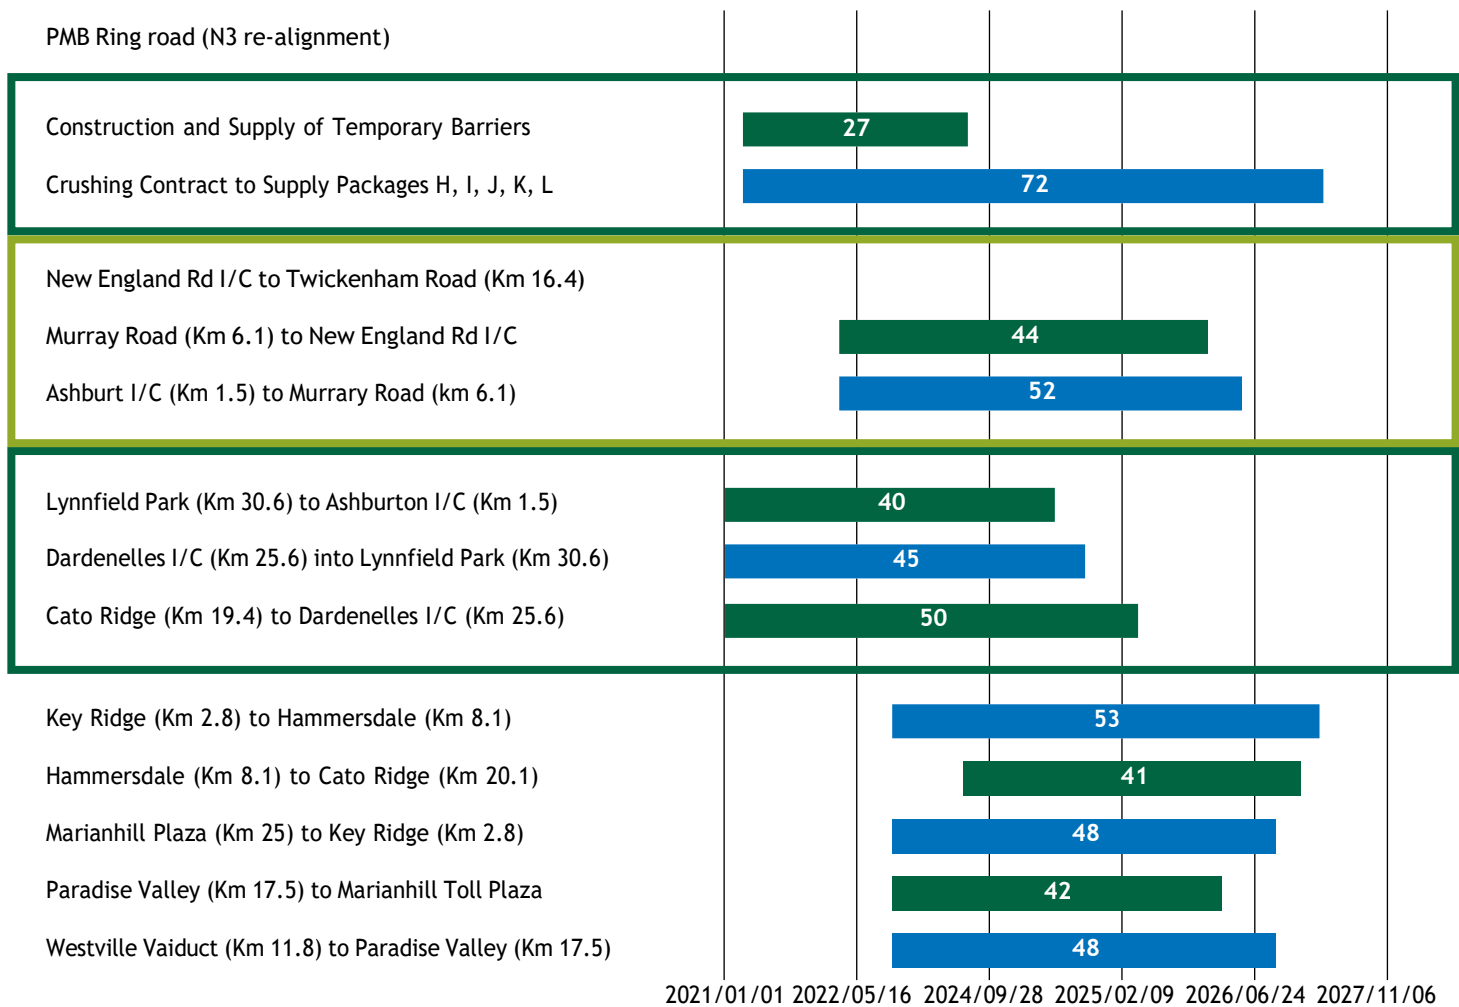 PMB Ring road (N3 re-alignment)
Construction and Supply of Temporary Barriers 27
Crushing Contract to Supply Packages H, I, J, K, L 72
New England Rd I/C to Twickenham Road (Km 16.4)
Murray Road (Km 6.1) to New England Rd I/C 44
Ashburt I/C (Km 1.5) to Murrary Road (km 6.1) 52
Lynnfield Park (Km 30.6) to Ashburton I/C (Km 1.5) 40
Dardenelles I/C (Km 25.6) into Lynnfield Park (Km 30.6) 45
Cato Ridge (Km 19.4) to Dardenelles I/C (Km 25.6) 50
Key Ridge (Km 2.8) to Hammersdale (Km 8.1) 53
Hammersdale (Km 8.1) to Cato Ridge (Km 20.1) 41
Marianhill Plaza (Km 25) to Key Ridge (Km 2.8) 48
Paradise Valley (Km 17.5) to Marianhill Toll Plaza 42
Westville Vaiduct (Km 11.8) to Paradise Valley (Km 17.5) 48
2021/01/01 2022/05/16 2024/09/28 2025/02/09 2026/06/24 2027/11/06